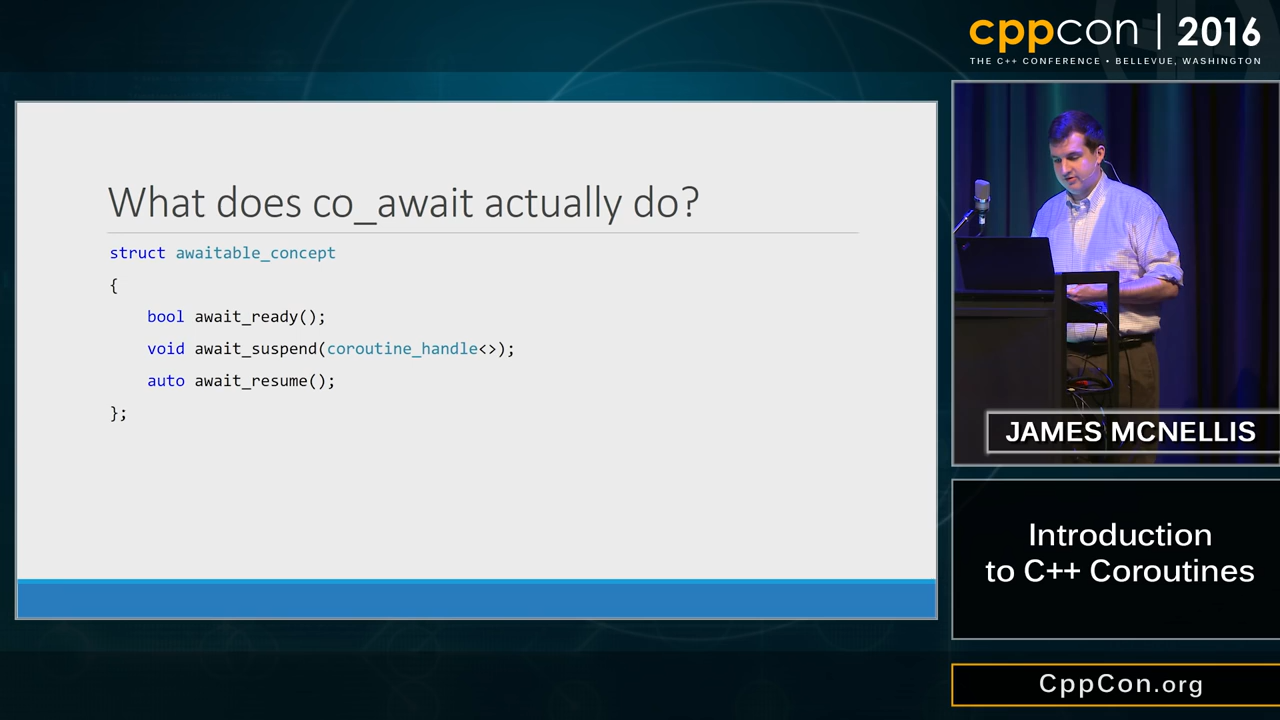 cppcon | 2016
THE C++ CONFERENCE • BELLEVUE, WASHINGTON
What does co_await actually do?
struct awaitable_concept
{
    bool await_ready();
    void await_suspend(coroutine_handle<>);
    auto await_resume();
};
JAMES MCNELLIS
Introduction
to C++ Coroutines
CppCon.org